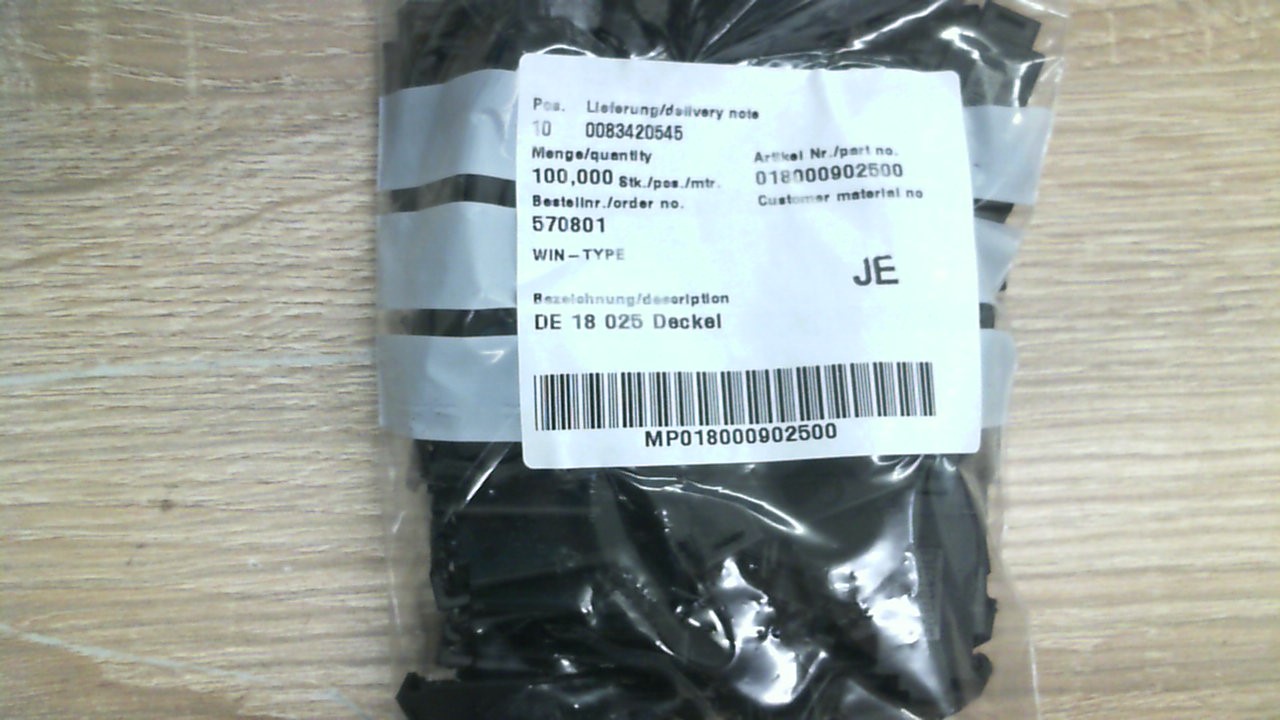 Pos. Lieferung/delivery note
10 0083420545
Menge/quantity
100,000 Stk./pos./mtr.
Artikel Nr./part no.
018000902500
Bestellnr./order no.
570801
Customer material no
WIN-TYPE
JE
Bezeichnung/description
DE 18 025 Deckel
MP018000902500